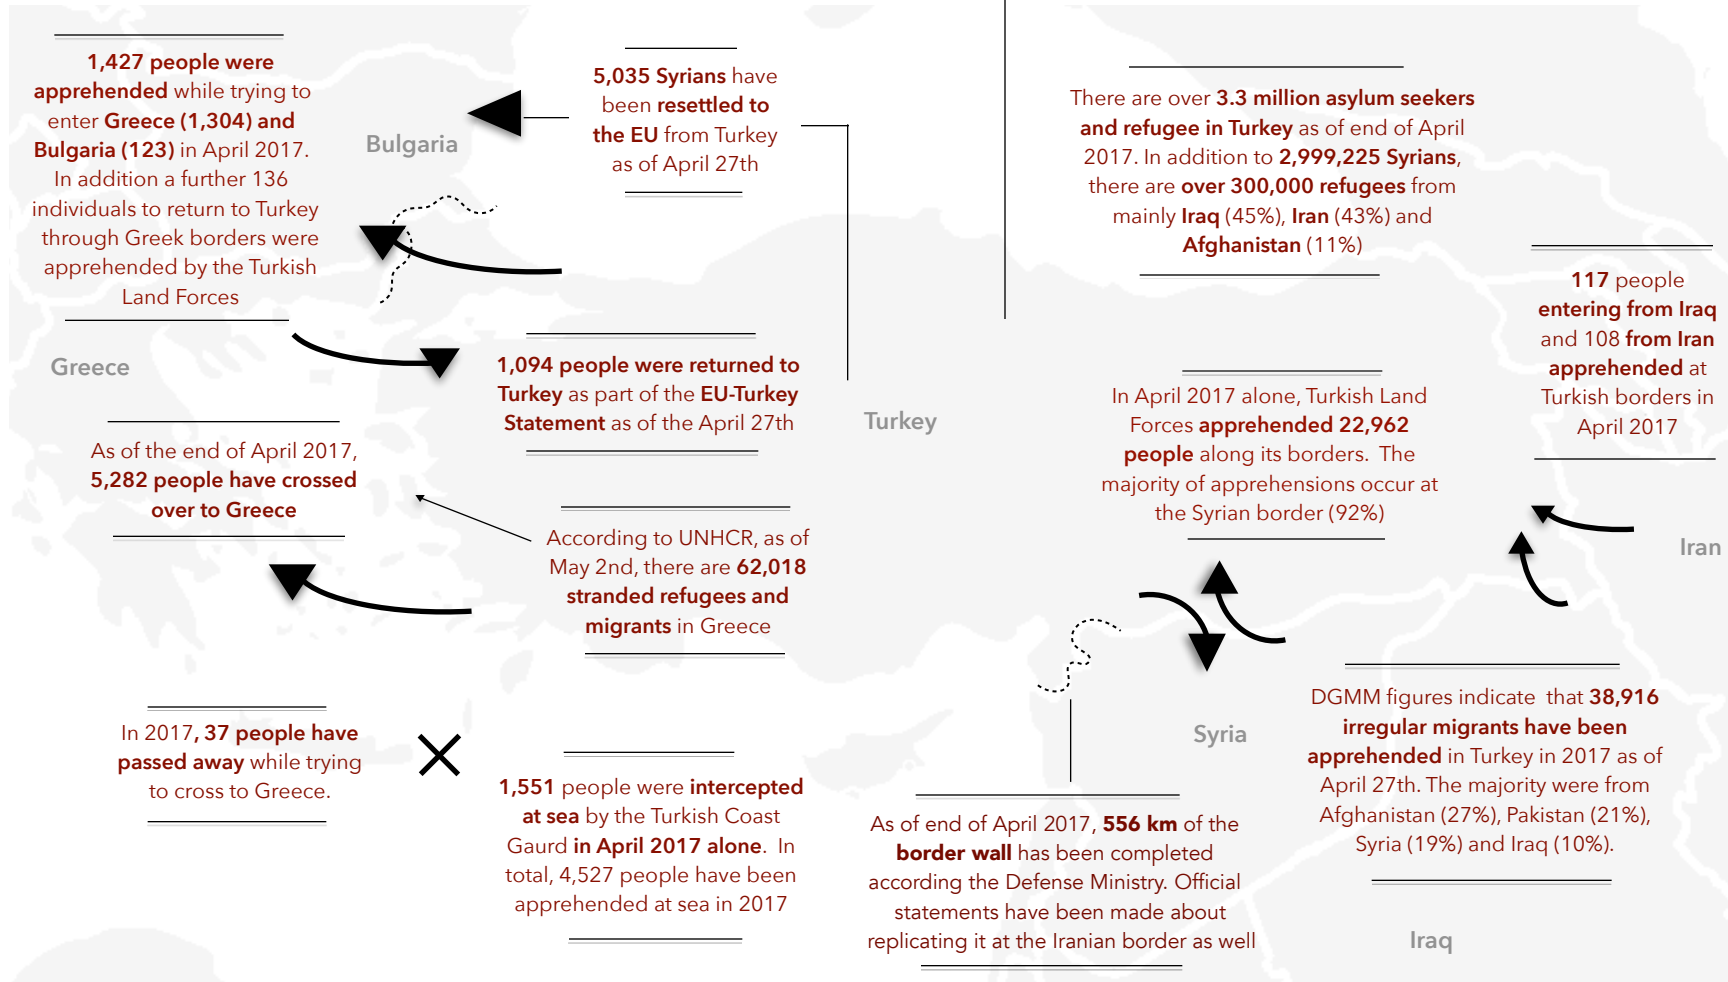 1,427 people were
apprehended while trying to
enter Greece (1,304) and
Bulgaria (123) in April 2017.
In addition a further 136
individuals to return to Turkey
through Greek borders were
apprehended by the Turkish
Land Forces
Bulgaria
5,035 Syrians have
been resettled to
the EU from Turkey
as of April 27th
There are over 3.3 million asylum seekers
and refugee in Turkey as of end of April
2017. In addition to 2,999,225 Syrians,
there are over 300,000 refugees from
mainly Iraq (45%), Iran (43%) and
Afghanistan (11%)
117 people
entering from Iraq
and 108 from Iran
apprehended at
Turkish borders in
April 2017
Greece
1,094 people were returned to
Turkey as part of the EU-Turkey
Statement as of the April 27th
Turkey
In April 2017 alone, Turkish Land
Forces apprehended 22,962
people along its borders. The
majority of apprehensions occur at
the Syrian border (92%)
As of the end of April 2017,
5,282 people have crossed
over to Greece
According to UNHCR, as of
May 2nd, there are 62,018
stranded refugees and
migrants in Greece
Iran
In 2017, 37 people have
passed away while trying
to cross to Greece.
1,551 people were intercepted
at sea by the Turkish Coast
Gaurd in April 2017 alone. In
total, 4,527 people have been
apprehended at sea in 2017
Syria
As of end of April 2017, 556 km of the
border wall has been completed
according the Defense Ministry. Official
statements have been made about
replicating it at the Iranian border as well
DGMM figures indicate that 38,916
irregular migrants have been
apprehended in Turkey in 2017 as of
April 27th. The majority were from
Afghanistan (27%), Pakistan (21%),
Syria (19%) and Iraq (10%).
Iraq